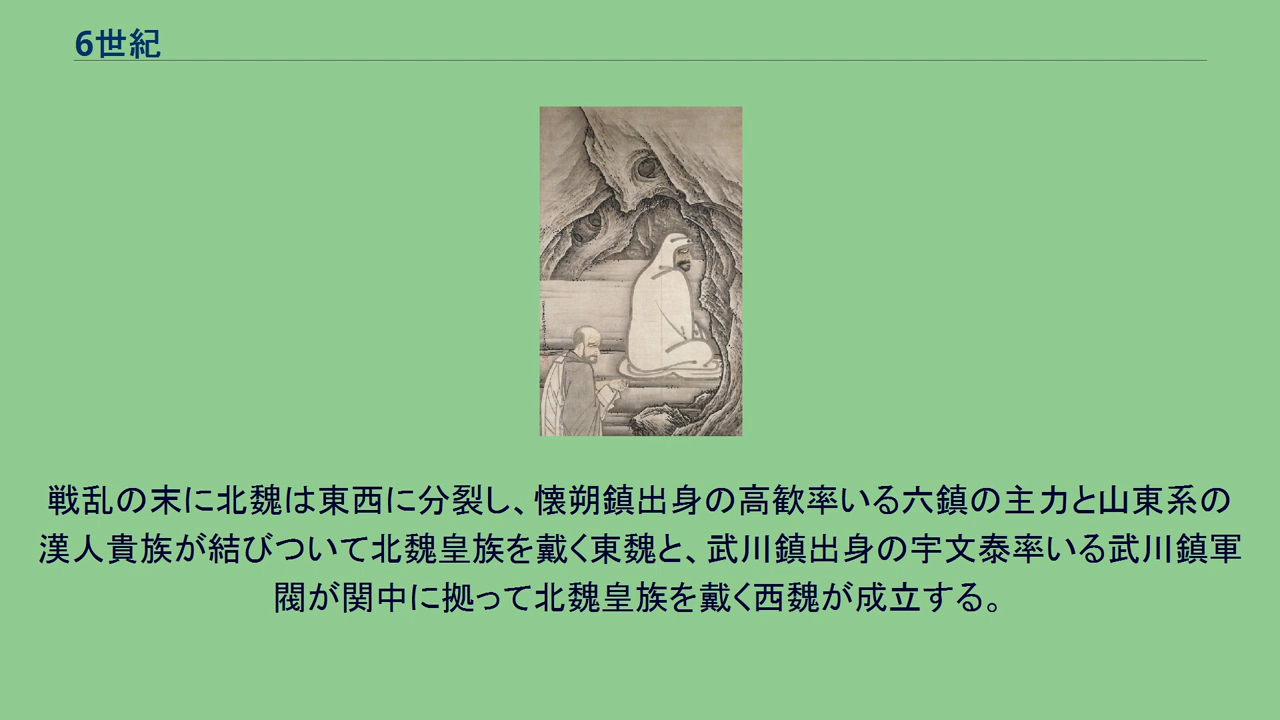 6世紀
戦乱の末に北魏は東西に分裂し、懐朔鎮出身の高歓率いる六鎮の主力と山東系の
漢人貴族が結びついて北魏皇族を戴く東魏と、武川鎮出身の宇文泰率いる武川鎮軍
閥が関中に拠って北魏皇族を戴く西魏が成立する。